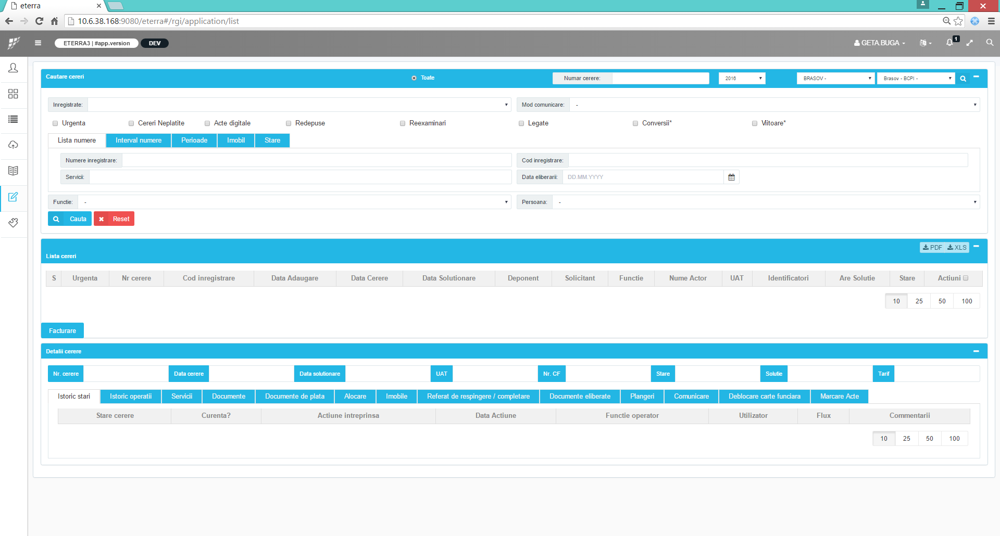 eterra
10.6.38.168:9080/eterra#/rgi/application/list
ETERRA3 | #app.version DEV GETA.BUGA 1
Cautare cereri Toate Numar cerere: 2016 BRASOV - Brasov - BCPI -
Inregistrate: Mod comunicare: -
Urgenta Cereri Neplatite Acte digitale Redepuse Reexaminari Legate Conversii* Viitoare*
Lista numere Interval numere Perioade Imobil Stare
Numere inregistrare: Cod inregistrare:
Servicii: Data eliberarii: DD.MM.YYYY
Functie: - Persoana: -
Cauta Reset
PDF XLS
Lista cereri
S Urgenta Nr cerere Cod inregistrare Data Adaugare Data Cerere Data Solutionare Deponent Solicitant Functie Nume Actor UAT Identificatori Are Solutie Stare Actiuni
10 25 50 100
Facturare
Detalii cerere
Nr. cerere Data cerere Data solutionare UAT Nr. CF Stare Solutie Tarif
Istoric stari Istoric operatii Servicii Documente Documente de plata Alocare Imobile Referat de respingere / completare Documente eliberate Plangeri Comunicare Deblocare carte funciara Marcare Acte
Stare cerere Curenta? Actiune intreprinsa Data Actiune Functie operator Utilizator Flux Commentarii
10 25 50 100